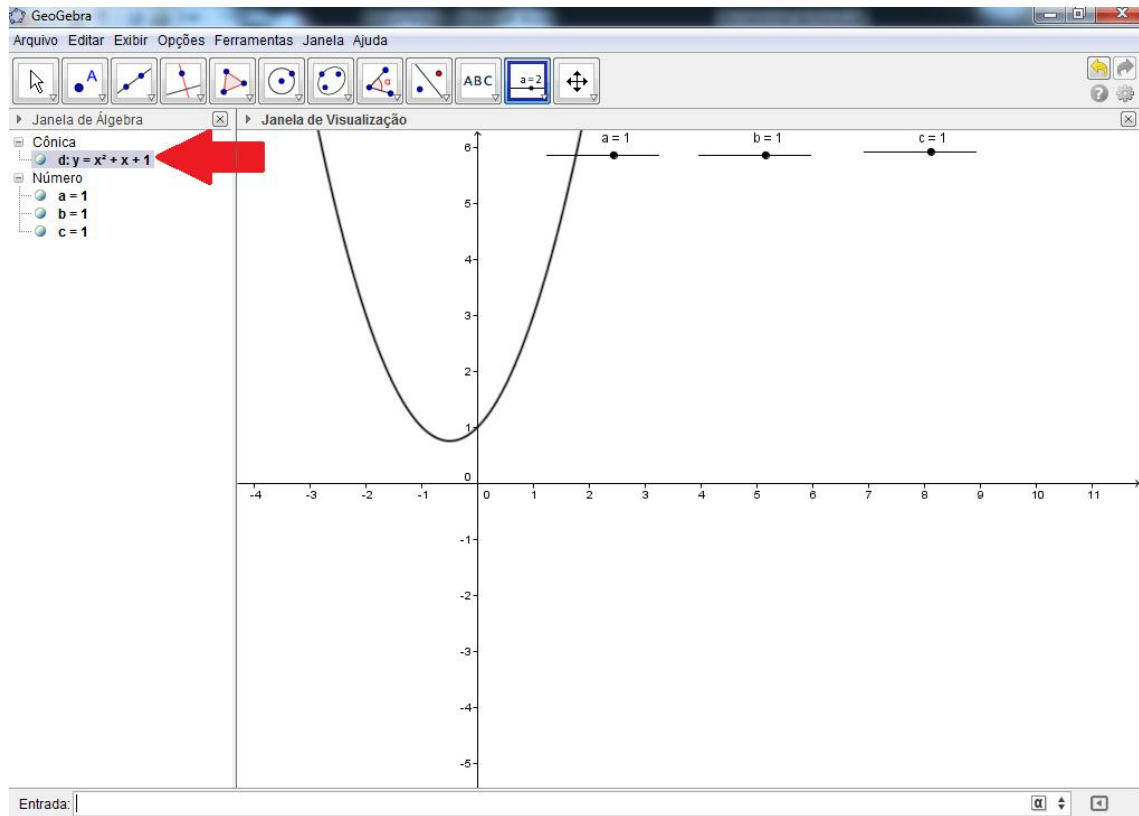 GeoGebra
Arquivo Editar Exibir Opções Ferramentas Janela Ajuda
A
α
ABC
a=2
Janela de Álgebra
Janela de Visualização
Cônica
d: y = x² + x + 1
Número
a = 1
b = 1
c = 1
a = 1
b = 1
c = 1
6
5
4
3
2
1
0
-4 -3 -2 -1 0 1 2 3 4 5 6 7 8 9 10 11
-1
-2
-3
-4
-5
Entrada:
α